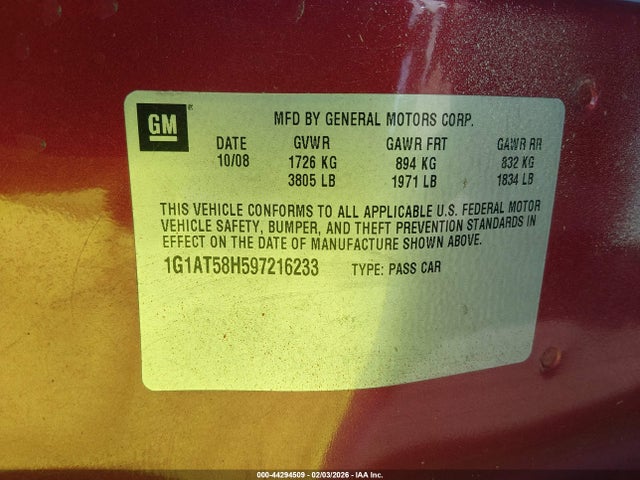 GM ®
MFD BY GENERAL MOTORS CORP.
DATE GVWR GAWR FRT GAWR RR
10/08 1726 KG 894 KG 832 KG
3805 LB 1971 LB 1834 LB
THIS VEHICLE CONFORMS TO ALL APPLICABLE U.S. FEDERAL MOTOR
VEHICLE SAFETY, BUMPER, AND THEFT PREVENTION STANDARDS IN
EFFECT ON THE DATE OF MANUFACTURE SHOWN ABOVE.
1G1AT58H597216233 TYPE: PASS CAR
000-44294509 - 02/03/2026 - IAA Inc.